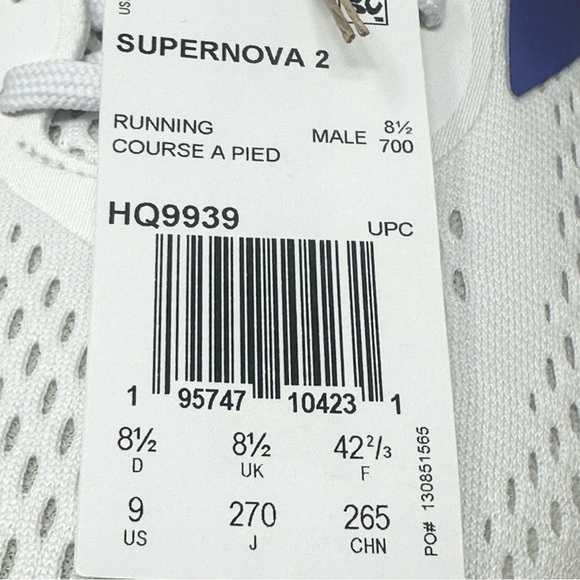 US
SUPERNOVA 2
RUNNING
COURSE A PIED
MALE 8½
700
HQ9939
UPC
1 95747 10423 1
8½ 8½ 42⅔
D UK F
9 270 265
US J CHN
PO# 130851565